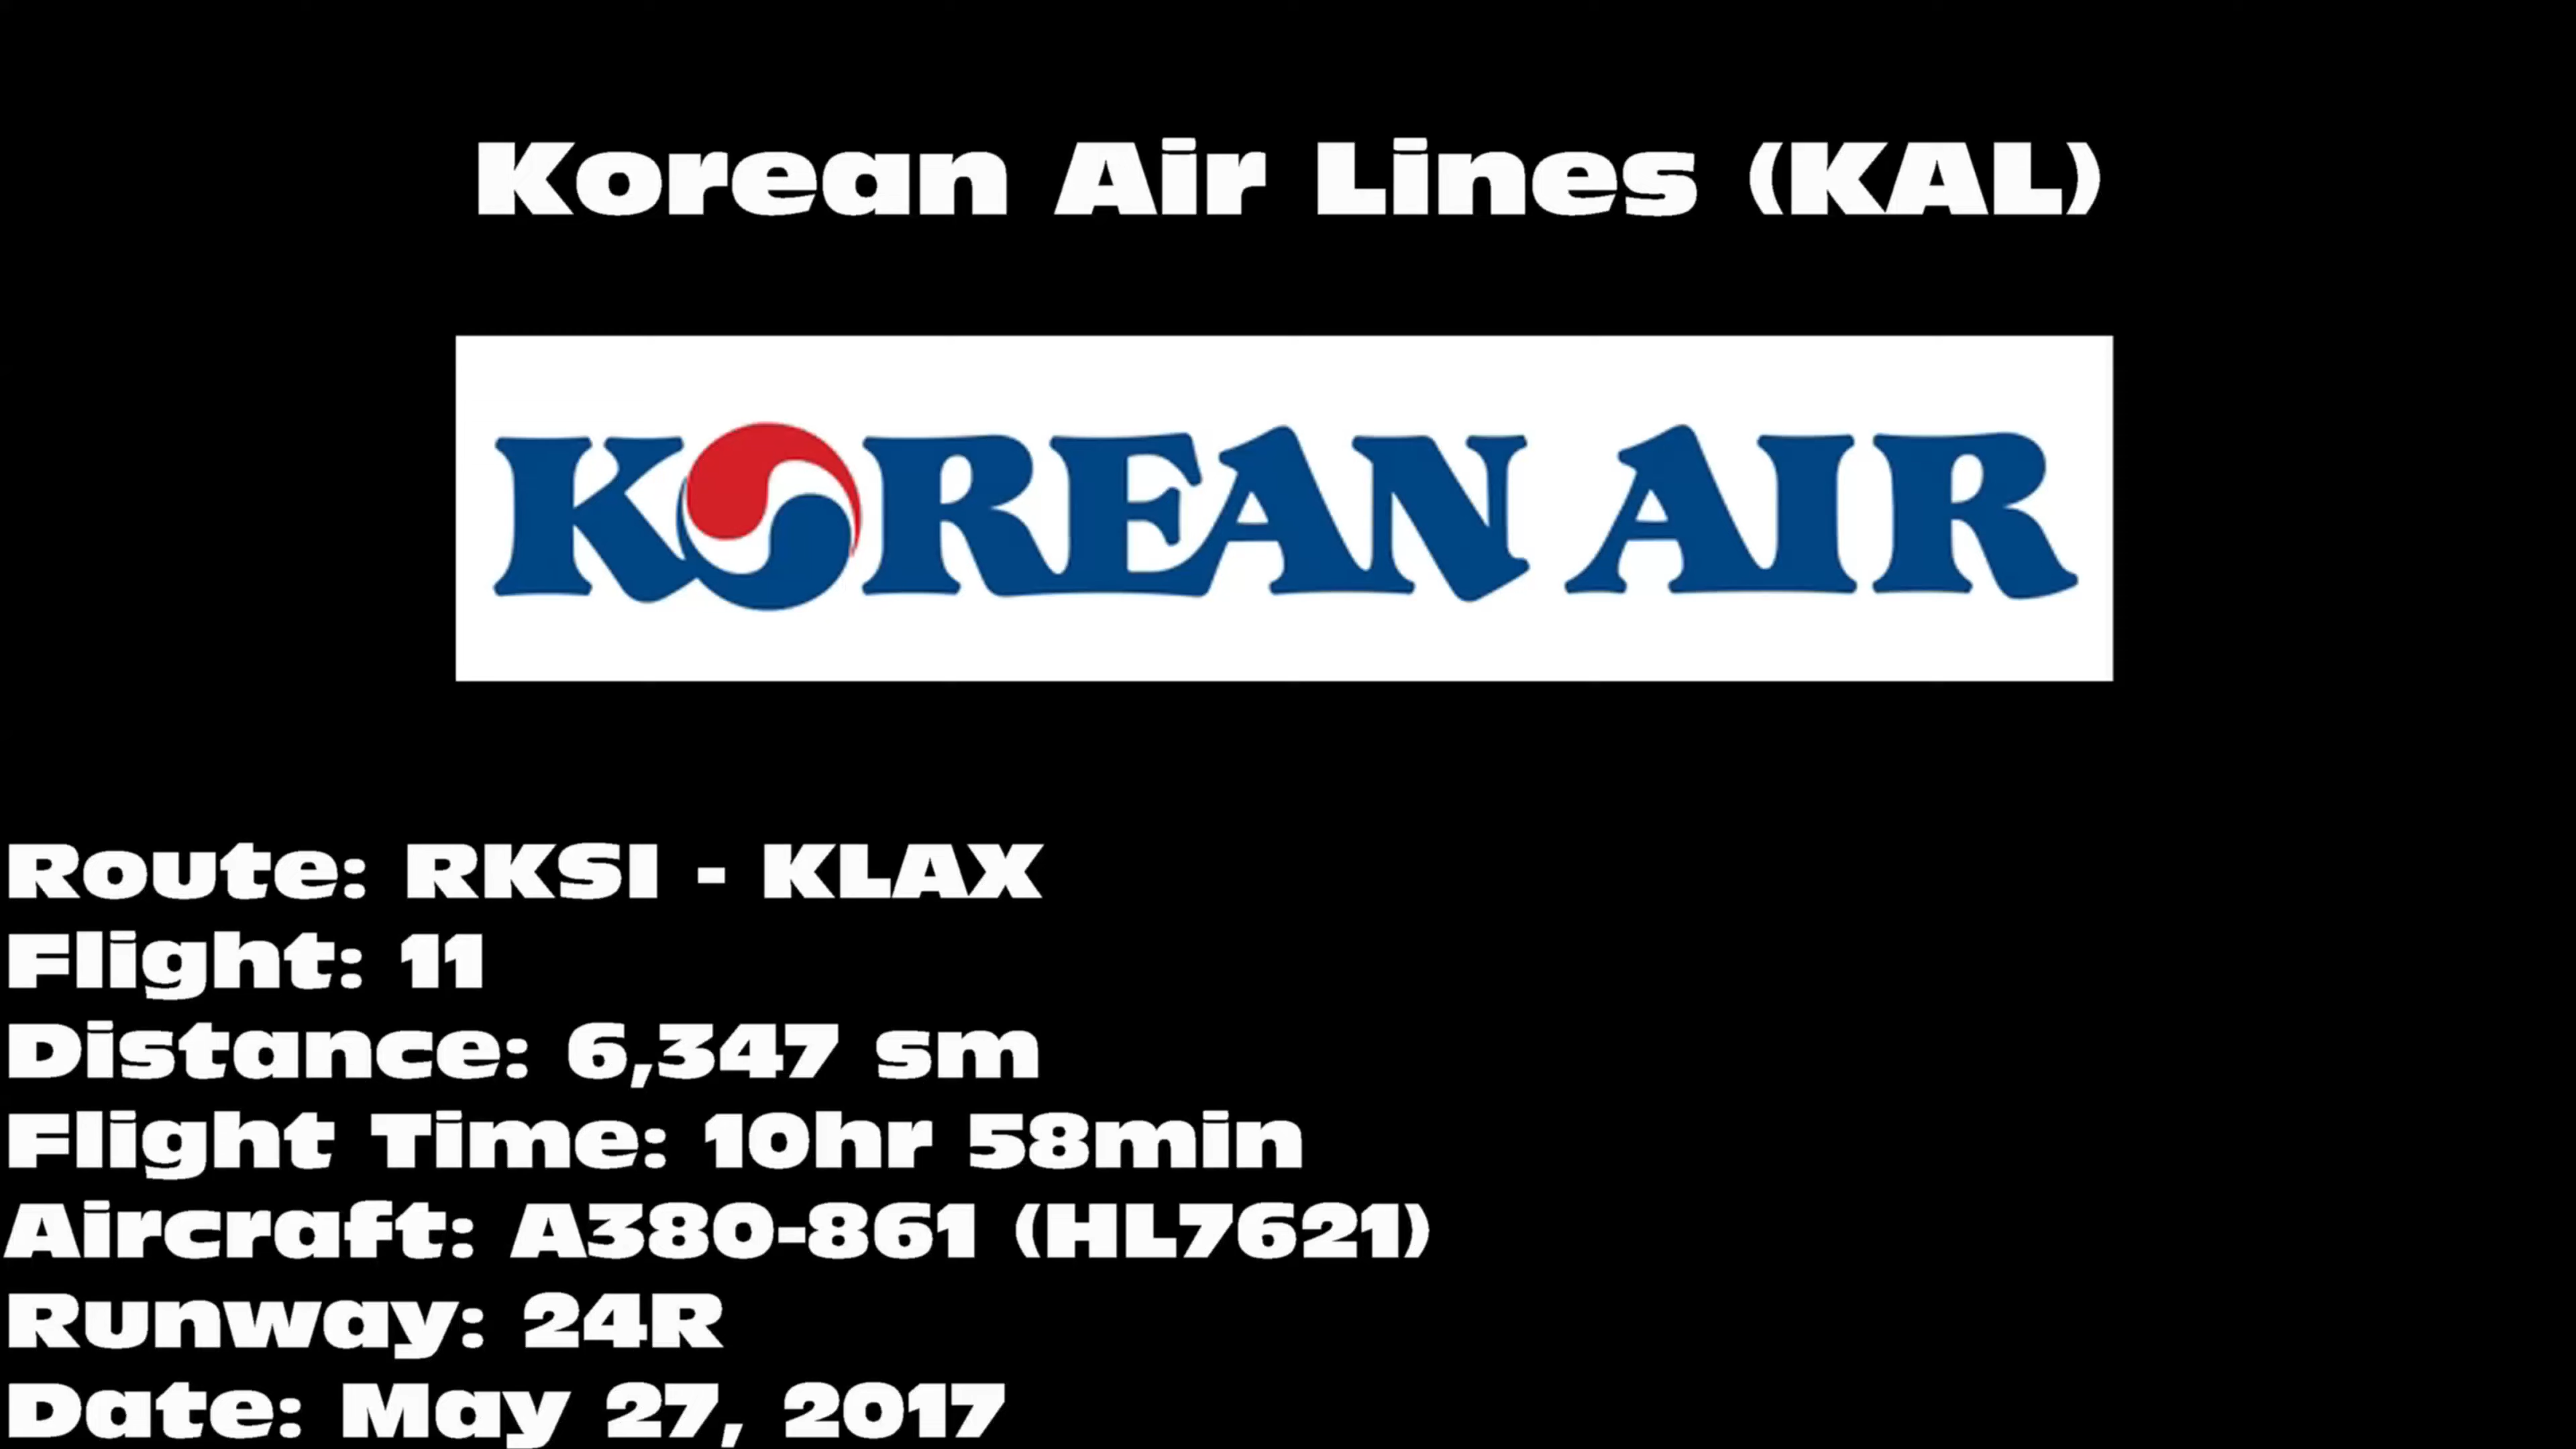 Korean Air Lines (KAL)
KOREAN AIR
Route: RKSI - KLAX
Flight: 11
Distance: 6,347 sm
Flight Time: 10hr 58min
Aircraft: A380-861 (HL7621)
Runway: 24R
Date: May 27, 2017